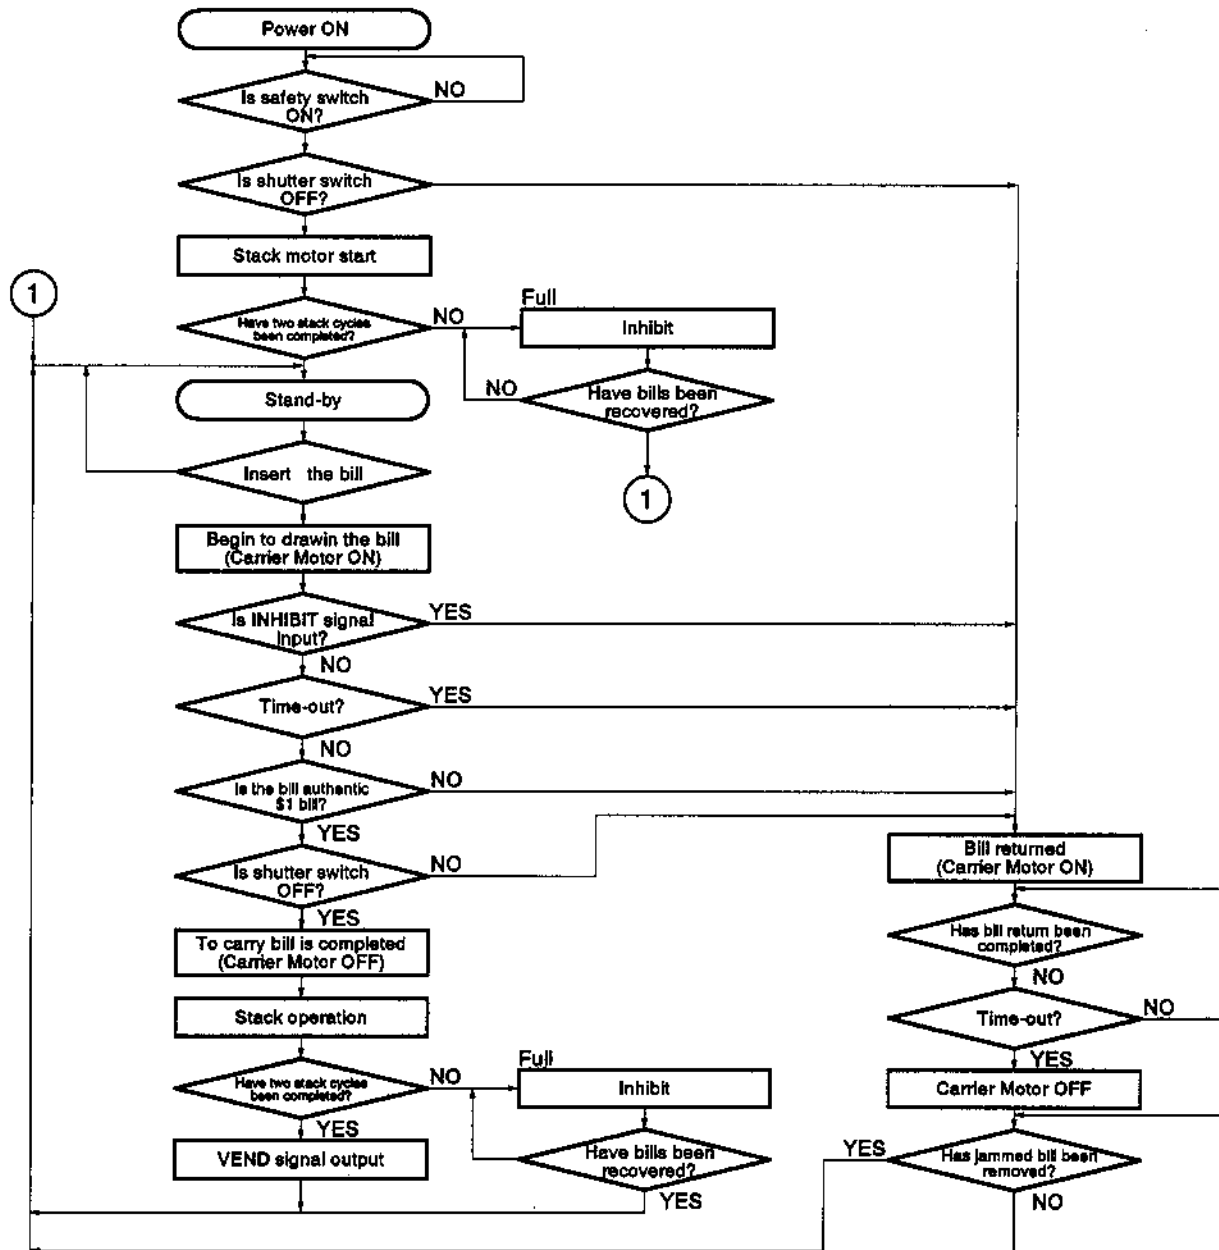 Power ON
Is safety switch
ON?
NO
Is shutter switch
OFF?
Stack motor start
1
Have two stack cycles
been completed?
NO
Full
Inhibit
NO
Have bills been
recovered?
1
Stand-by
Insert the bill
Begin to drawin the bill
(Carrier Motor ON)
Is INHIBIT signal
Input?
YES
NO
Time-out?
YES
NO
Is the bill authentic
$1 bill?
NO
YES
Is shutter switch
OFF?
NO
YES
To carry bill is completed
(Carrier Motor OFF)
Stack operation
Have two stack cycles
been completed?
NO
YES
Full
Inhibit
Have bills been
recovered?
YES
VEND signal output
Bill returned
(Carrier Motor ON)
Has bill return been
completed?
NO
Time-out?
NO
YES
Carrier Motor OFF
Has jammed bill been
removed?
YES
NO